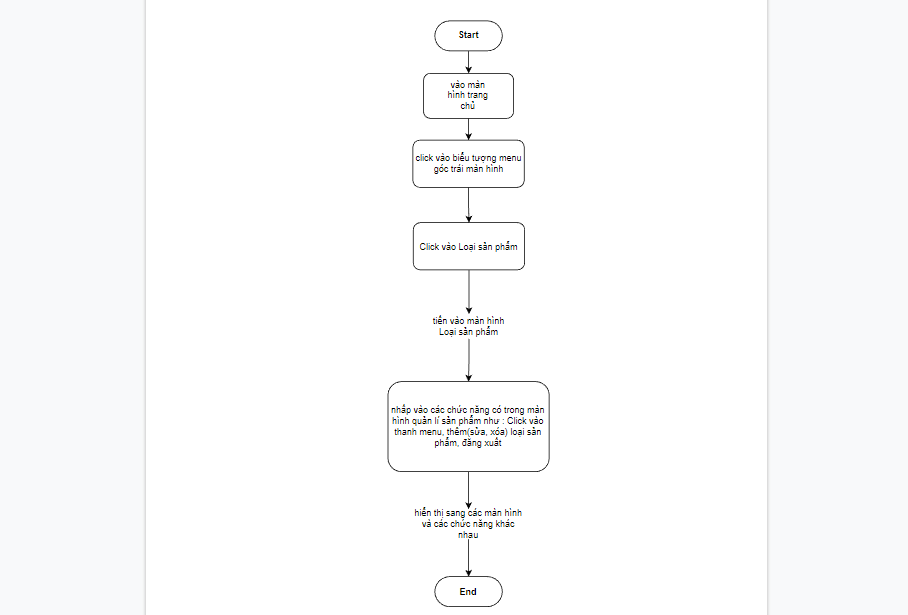 Start
vào màn
hình trang
chủ
click vào biểu tượng menu
góc trái màn hình
Click vào Loại sản phẩm
tiến vào màn hình
Loại sản phẩm
nhấp vào các chức năng có trong màn
hình quản lí sản phẩm như : Click vào
thanh menu, thêm(sửa, xóa) loại sản
phẩm, đăng xuất
hiển thị sang các màn hình
và các chức năng khác
nhau
End